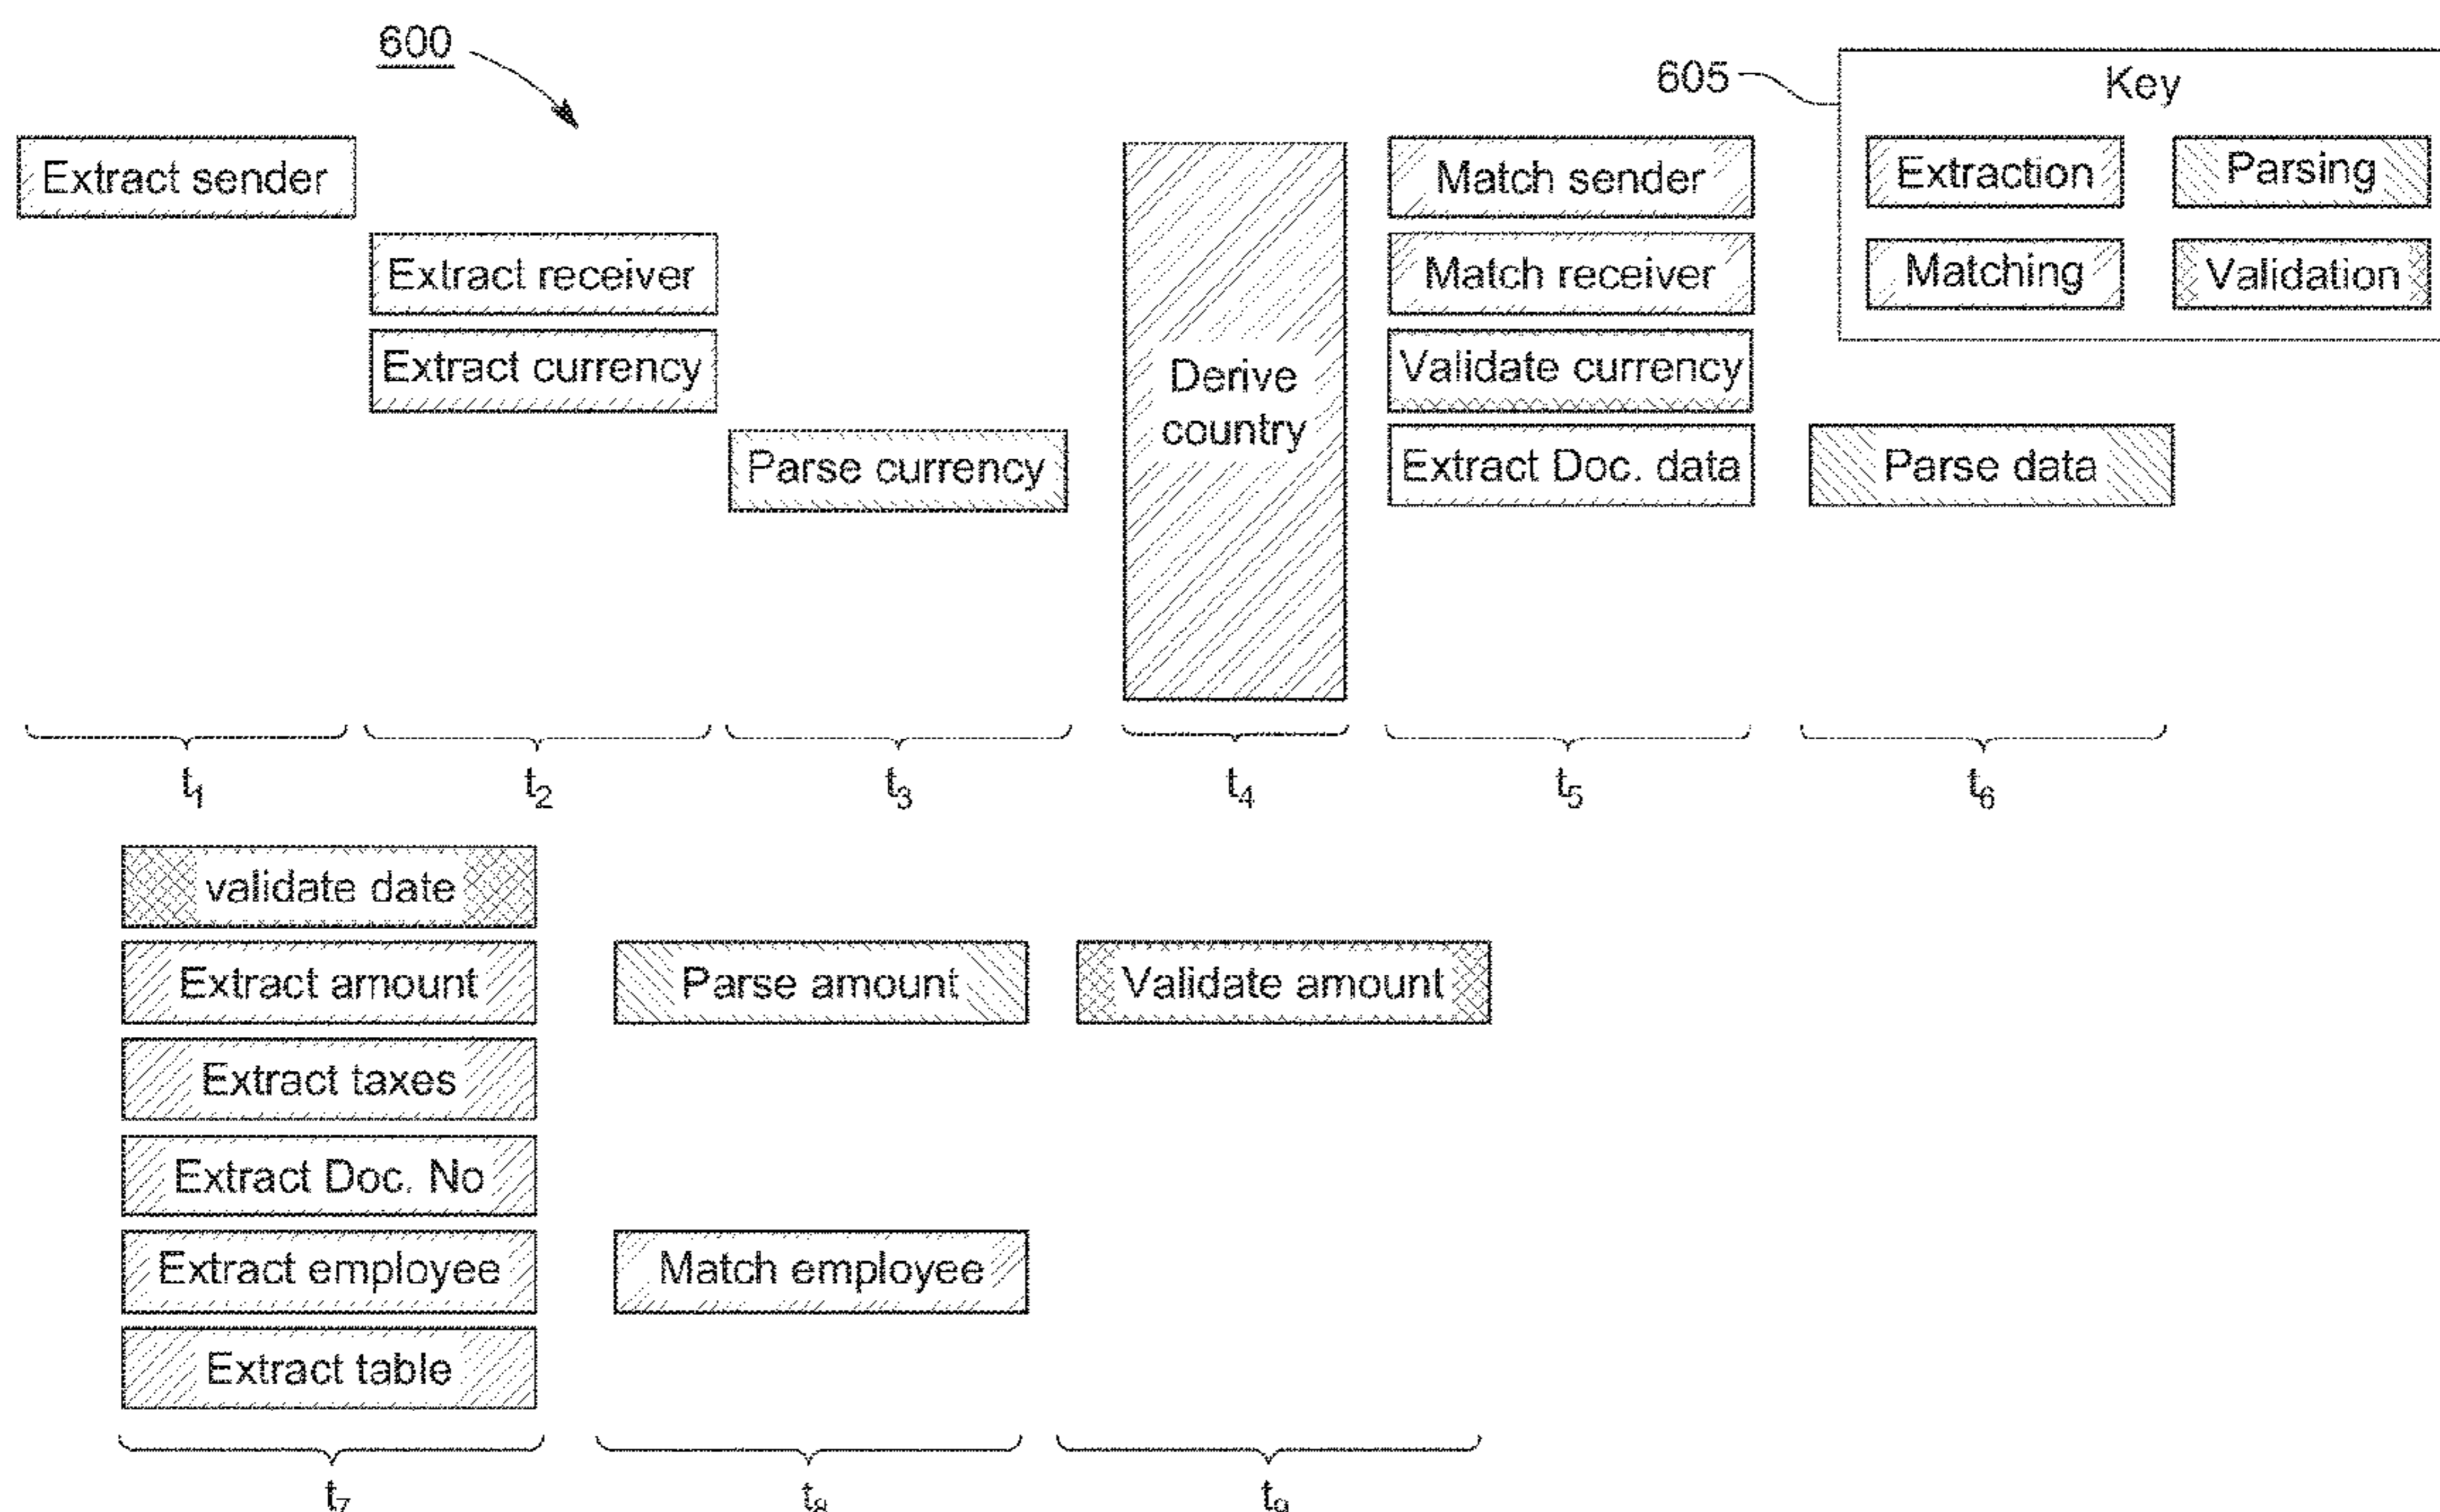 600
605
Key
Extraction
Parsing
Matching
Validation
Extract sender
Extract receiver
Extract currency
Parse currency
Derive
country
Match sender
Match receiver
Validate currency
Extract Doc. data
Parse data
t1
t2
t3
t4
t5
t6
validate date
Extract amount
Parse amount
Validate amount
Extract taxes
Extract Doc. No
Extract employee
Match employee
Extract table
t7
t8
t9